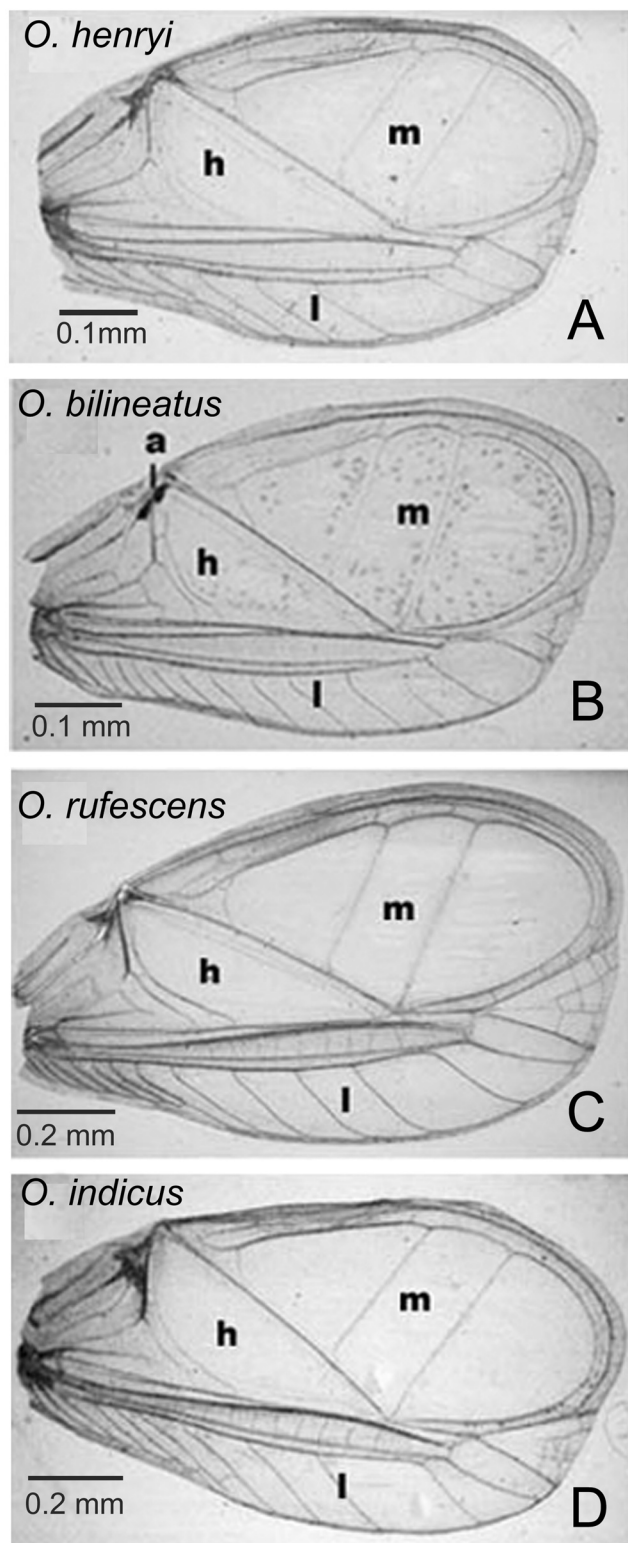 O. henryi
m
h
l
0.1mm
A
O. bilineatus
a
m
h
l
0.1 mm
B
O. rufescens
m
h
l
0.2 mm
C
O. indicus
m
h
l
0.2 mm
D